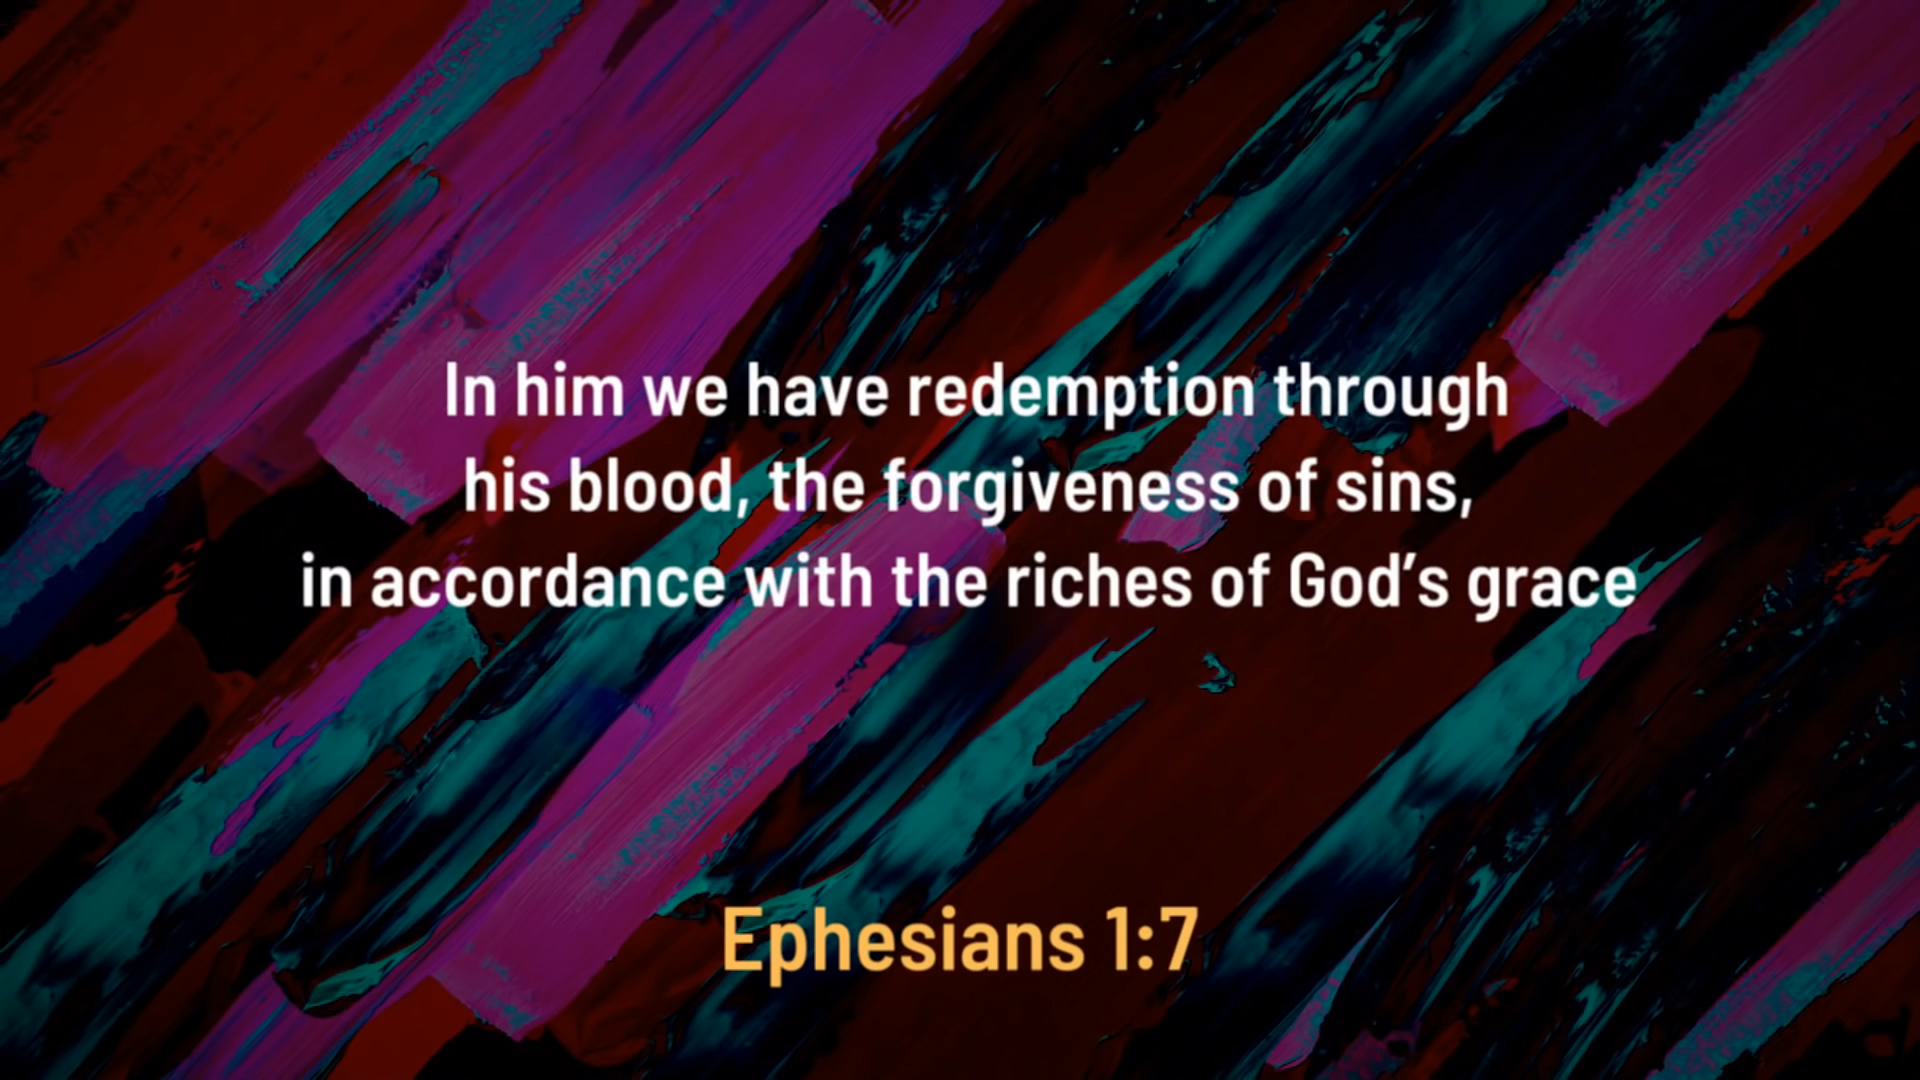 In him we have redemption through
his blood, the forgiveness of sins,
in accordance with the riches of God’s grace
Ephesians 1:7